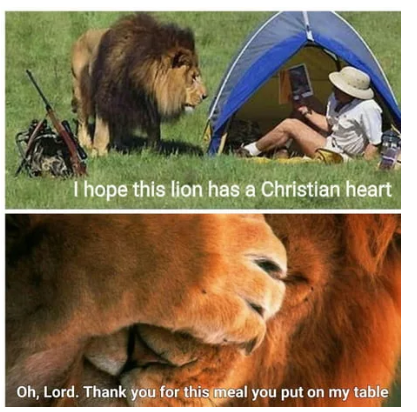 I hope this lion has a Christian heart
Oh, Lord. Thank you for this meal you put on my table